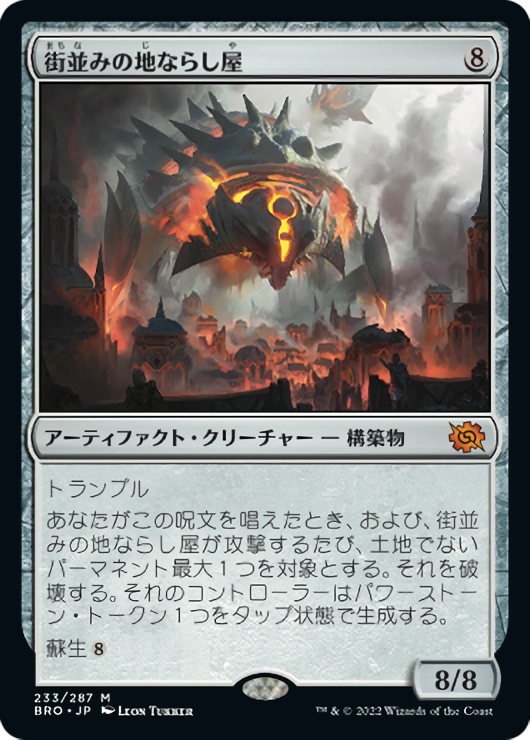 街並みの地ならし屋 8
まちな じ や
アーティファクト・クリーチャー — 構築物
トランプル
あなたがこの呪文を唱えたとき、および、街並
みの地ならし屋が攻撃するたび、土地でない
パーマネント最大１つを対象とする。それを破
壊する。それのコントローラーはパワーストー
ン・トークン１つをタップ状態で生成する。
蘇生 8
8/8
233/287 M
BRO • JP Leon Tukker
™ & © 2022 Wizards of the Coast